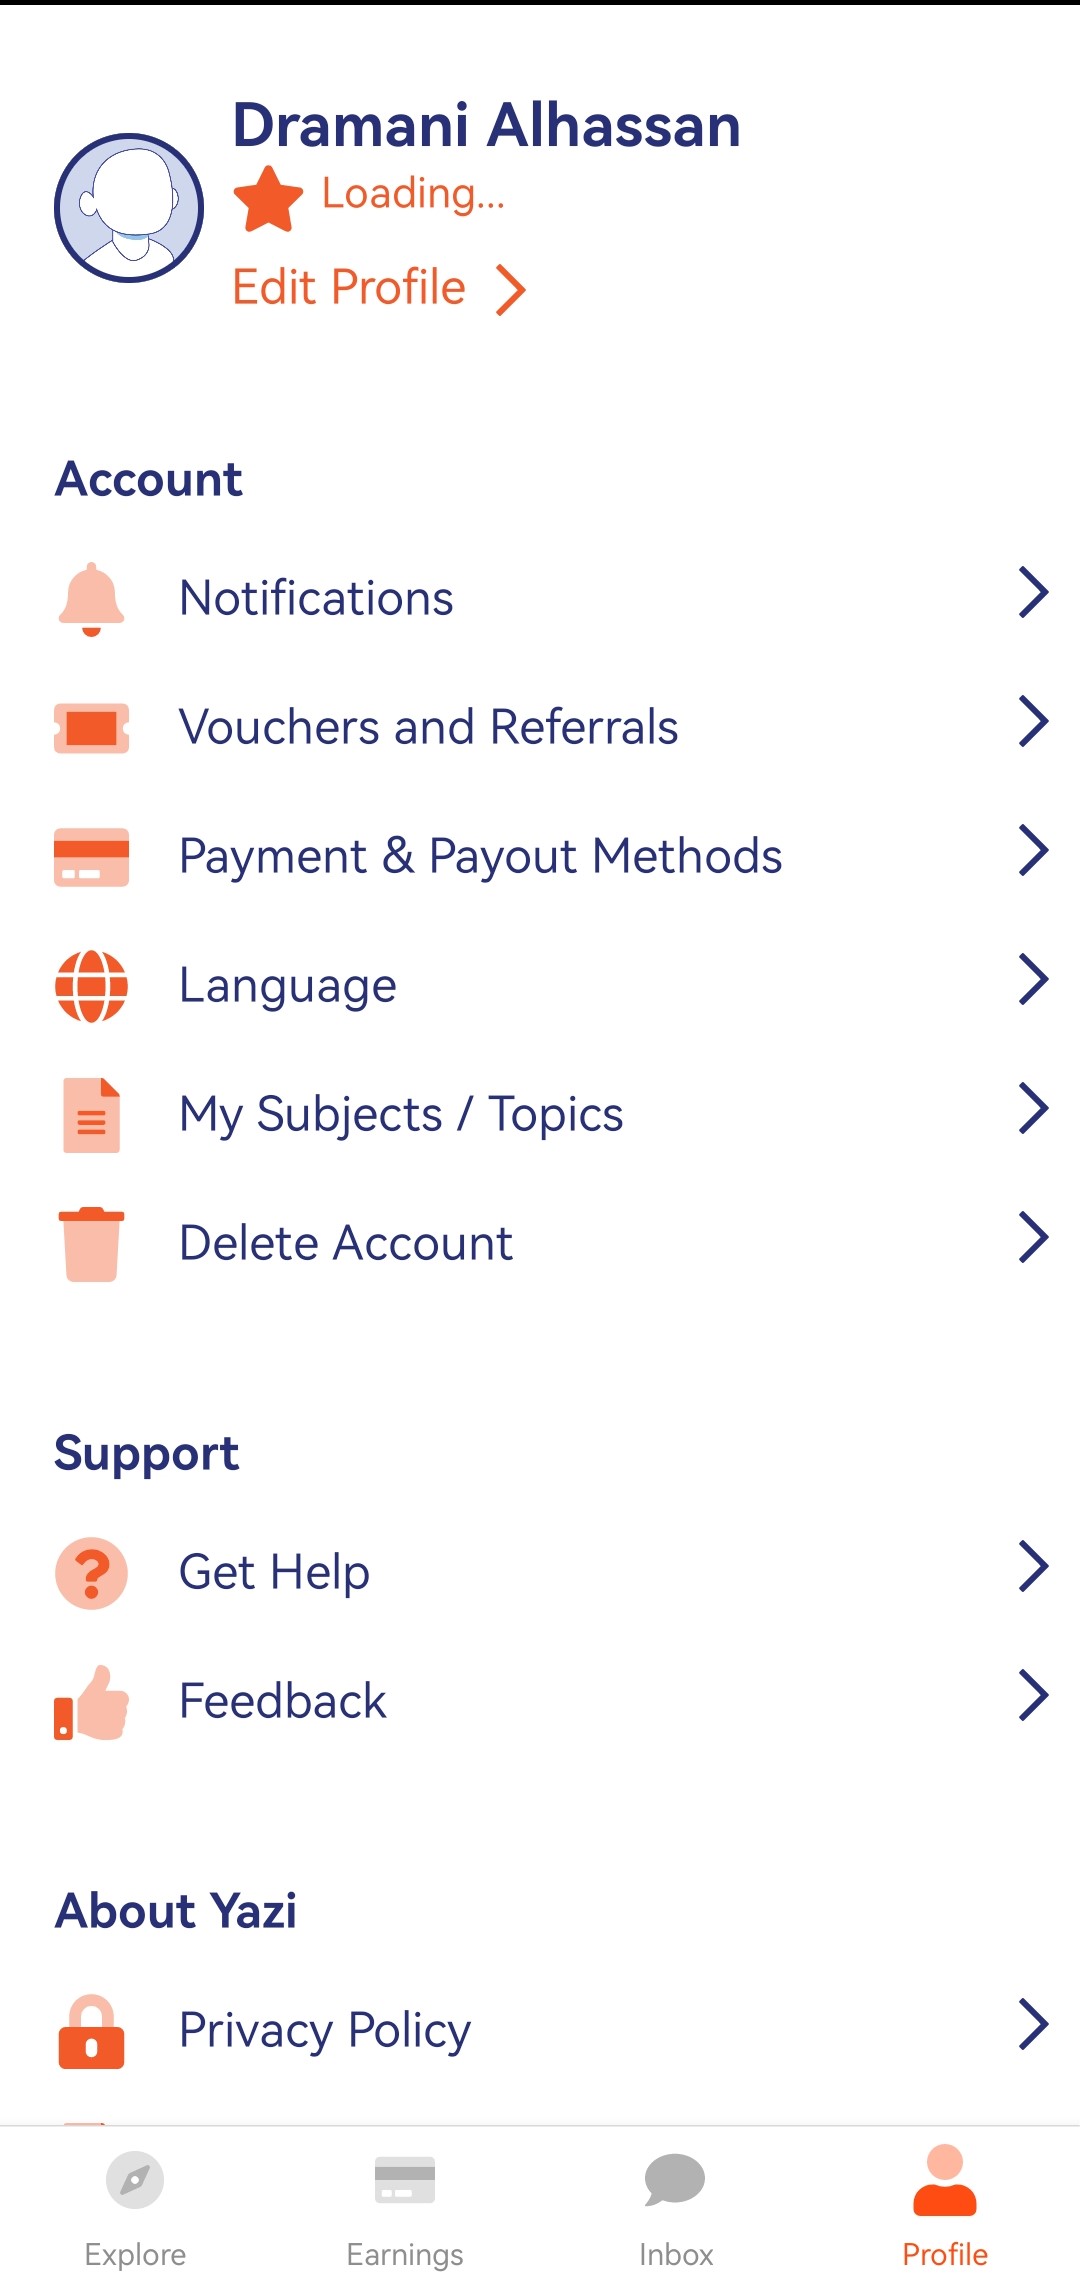 Dramani Alhassan
Loading...
Edit Profile
Account
Notifications
Vouchers and Referrals
Payment & Payout Methods
Language
My Subjects / Topics
Delete Account
Support
Get Help
Feedback
About Yazi
Privacy Policy
Explore
Earnings
Inbox
Profile